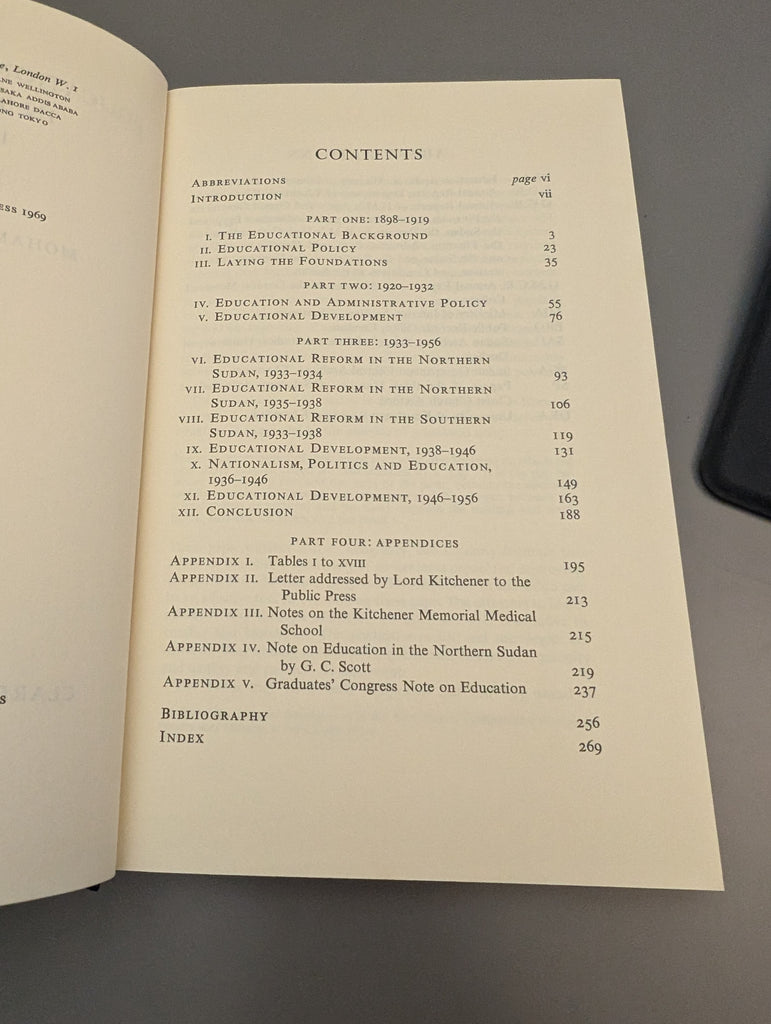 e, London W. 1
NE WELLINGTON
SAKA ADDIS ABABA
AHORE DACCA
NG TOKYO
ESS 1969
s
CONTENTS
ABBREVIATIONS page vi
INTRODUCTION vii
PART ONE: 1898–1919
I. THE EDUCATIONAL BACKGROUND 3
II. EDUCATIONAL POLICY 23
III. LAYING THE FOUNDATIONS 35
PART TWO: 1920–1932
IV. EDUCATION AND ADMINISTRATIVE POLICY 55
V. EDUCATIONAL DEVELOPMENT 76
PART THREE: 1933–1956
VI. EDUCATIONAL REFORM IN THE NORTHERN
SUDAN, 1933–1934 93
VII. EDUCATIONAL REFORM IN THE NORTHERN
SUDAN, 1935–1938 106
VIII. EDUCATIONAL REFORM IN THE SOUTHERN
SUDAN, 1933–1938 119
IX. EDUCATIONAL DEVELOPMENT, 1938–1946 131
X. NATIONALISM, POLITICS AND EDUCATION,
1936–1946 149
XI. EDUCATIONAL DEVELOPMENT, 1946–1956 163
XII. CONCLUSION 188
PART FOUR: APPENDICES
APPENDIX I. Tables I to XVIII 195
APPENDIX II. Letter addressed by Lord Kitchener to the
Public Press 213
APPENDIX III. Notes on the Kitchener Memorial Medical
School 215
APPENDIX IV. Note on Education in the Northern Sudan
by G. C. Scott 219
APPENDIX V. Graduates' Congress Note on Education 237
BIBLIOGRAPHY 256
INDEX 269